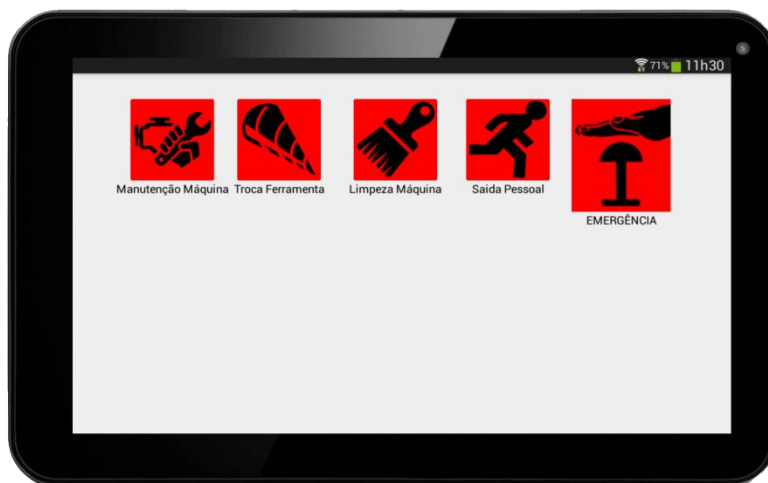 71% 11h30
Manutenção Máquina Troca Ferramenta Limpeza Máquina Saida Pessoal
EMERGÊNCIA